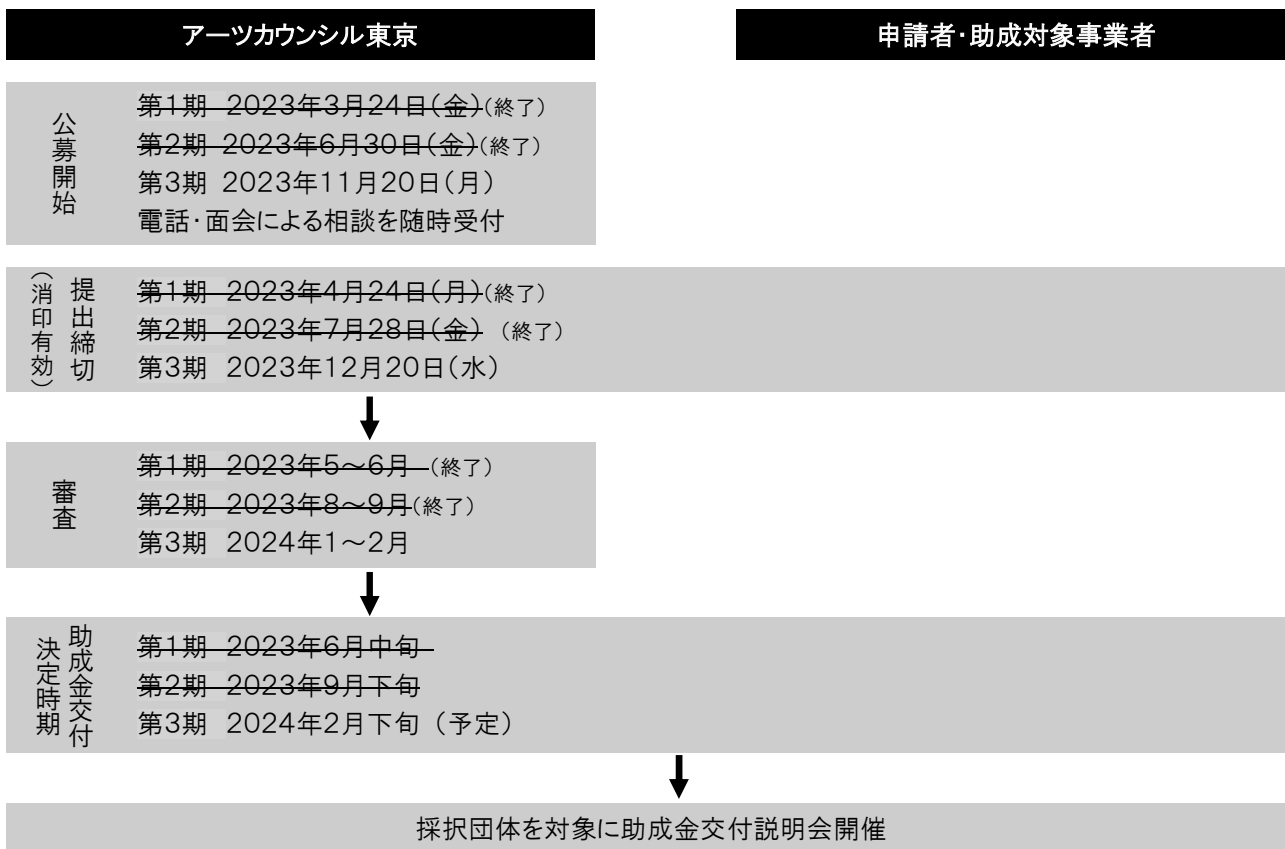 アーツカウンシル東京
申請者・助成対象事業者
公募開始
第1期 2023年3月24日(金)(終了)
第2期 2023年6月30日(金)(終了)
第3期 2023年11月20日(月)
電話・面会による相談を随時受付
提出締切
(消印有効)
第1期 2023年4月24日(月)(終了)
第2期 2023年7月28日(金) (終了)
第3期 2023年12月20日(水)
審査
第1期 2023年5~6月 (終了)
第2期 2023年8~9月(終了)
第3期 2024年1~2月
助成金交付
決定時期
第1期 2023年6月中旬
第2期 2023年9月下旬
第3期 2024年2月下旬 (予定)
採択団体を対象に助成金交付説明会開催